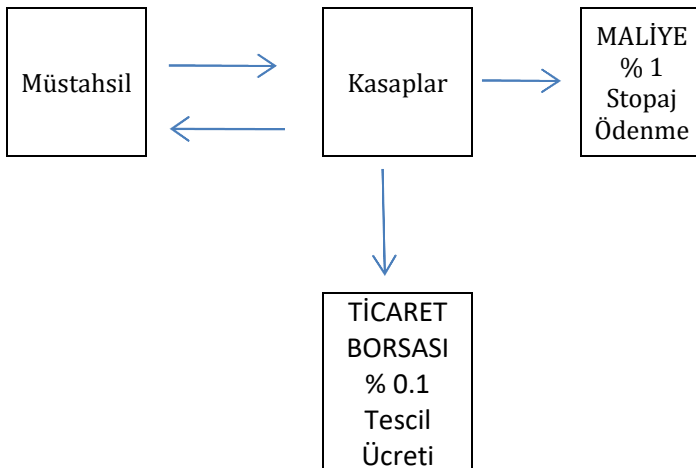 Müstahsil
Kasaplar
MALİYE
% 1
Stopaj
Ödenme
TİCARET
BORSASI
% 0.1
Tescil
Ücreti